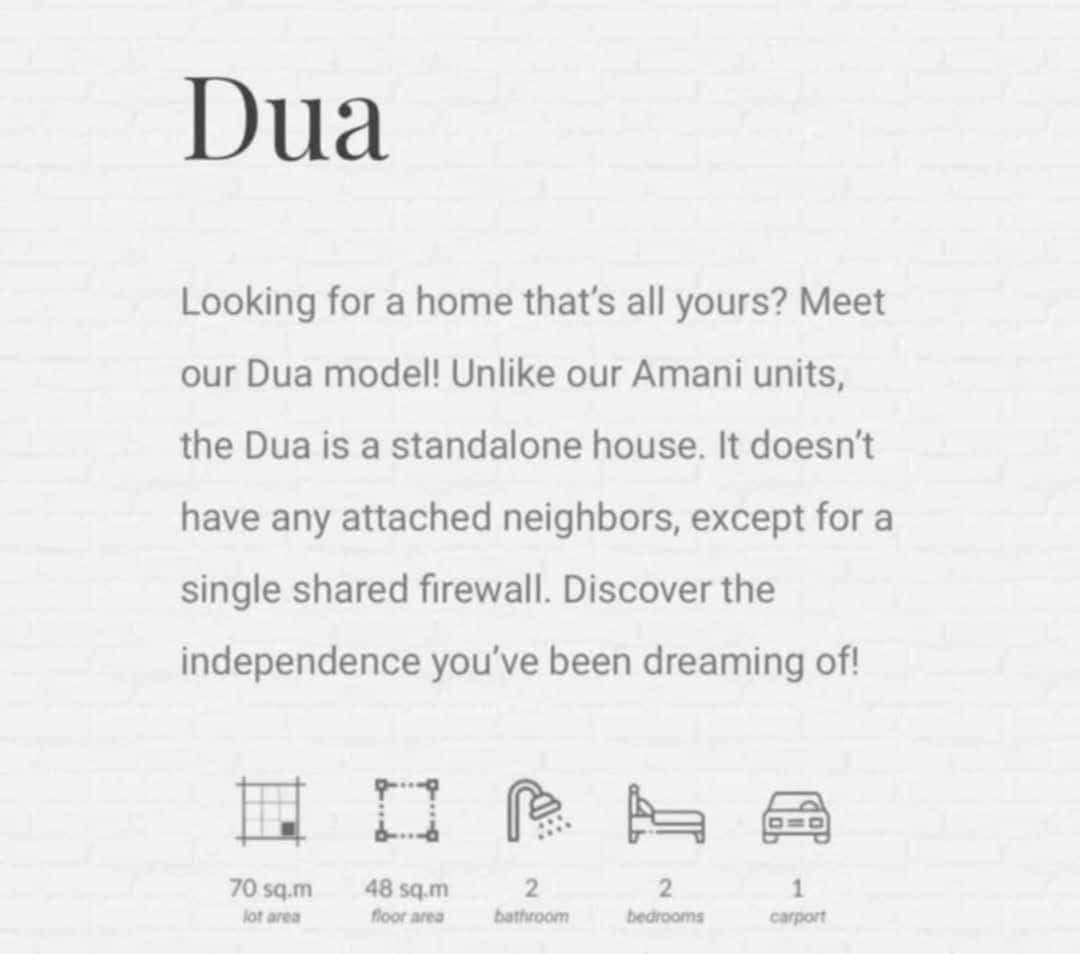 Dua
Looking for a home that’s all yours? Meet
our Dua model! Unlike our Amani units,
the Dua is a standalone house. It doesn’t
have any attached neighbors, except for a
single shared firewall. Discover the
independence you’ve been dreaming of!
70 sq.m 48 sq.m 2 2 1
lot area floor area bathroom bedrooms carport